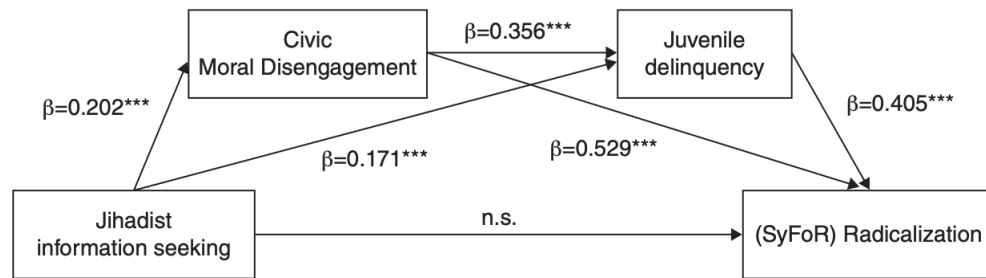 Civic
Moral Disengagement
β=0.356***
Juvenile
delinquency
β=0.202***
β=0.405***
β=0.171***
β=0.529***
Jihadist
information seeking
n.s.
(SyFoR) Radicalization